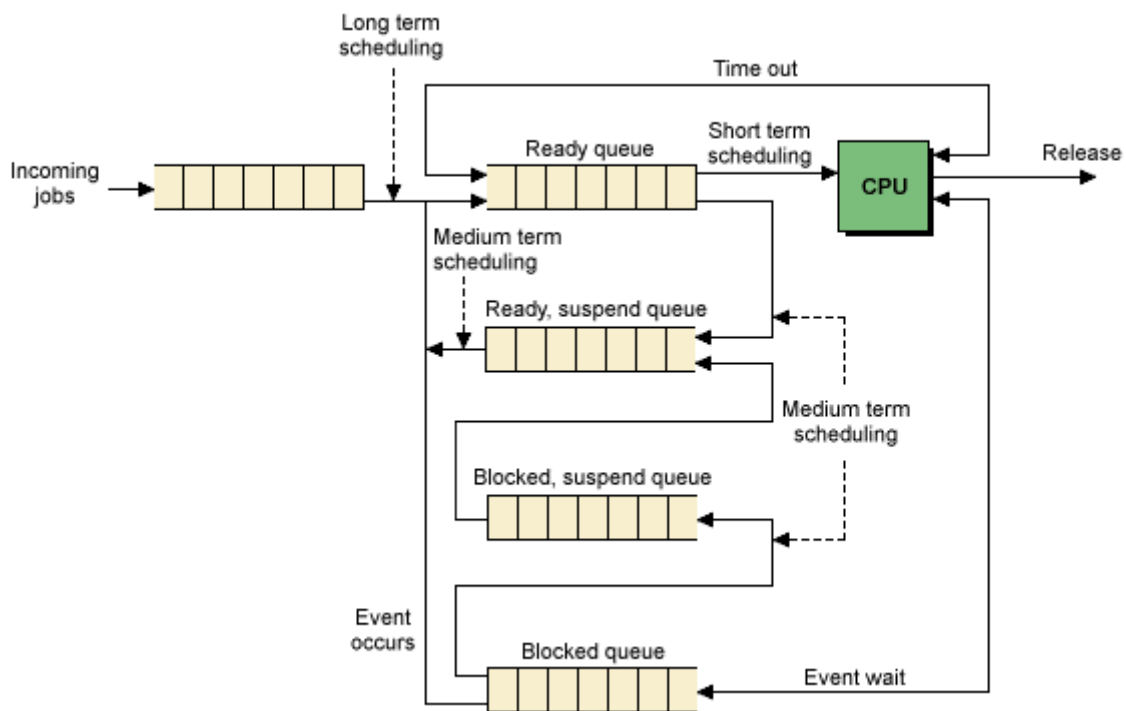 Long term
scheduling
Time out
Ready queue
Short term
scheduling
Incoming
jobs
CPU
Release
Medium term
scheduling
Ready, suspend queue
Medium term
scheduling
Blocked, suspend queue
Event
occurs
Blocked queue
Event wait